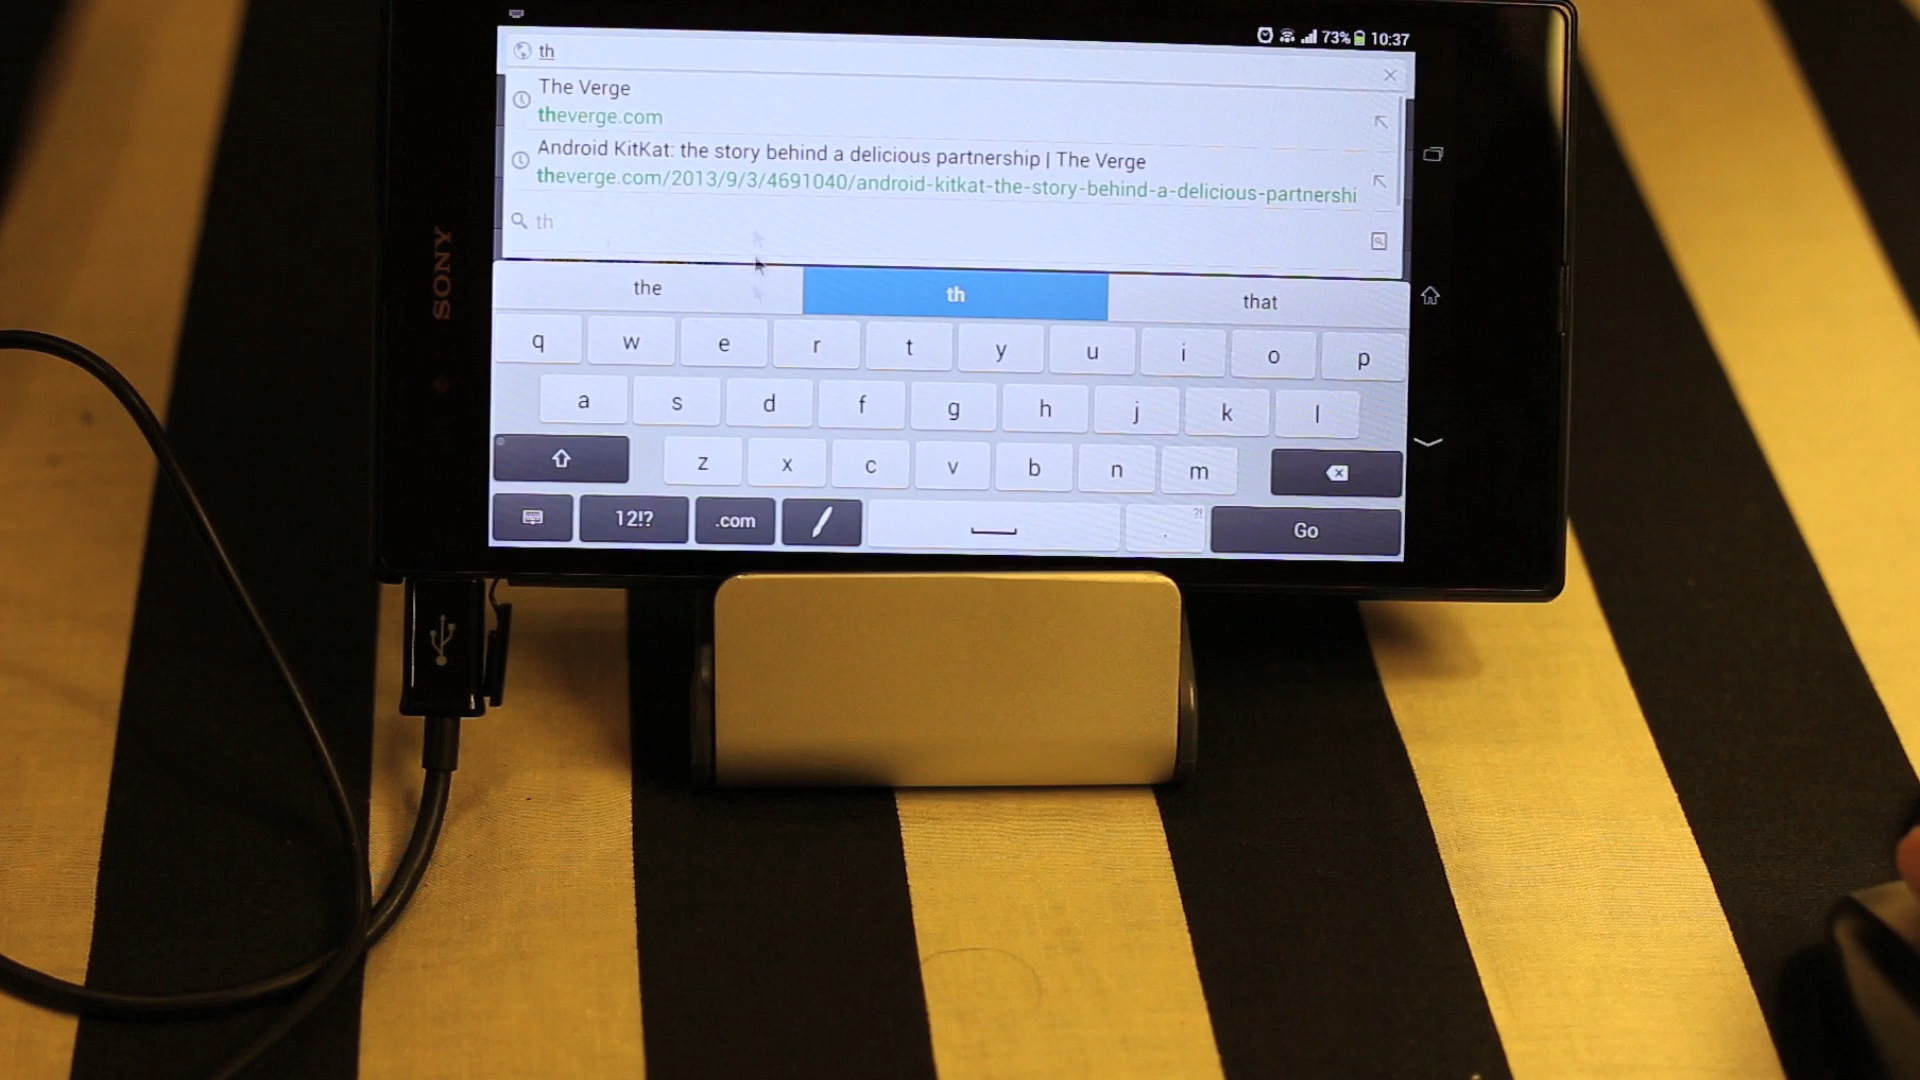 73% 10:37
th
The Verge
theverge.com
Android KitKat: the story behind a delicious partnership | The Verge
theverge.com/2013/9/3/4691040/android-kitkat-the-story-behind-a-delicious-partnershi
th
SONY
the th that
q w e r t y u i o p
a s d f g h j k l
z x c v b n m
12!? .com . ?! Go